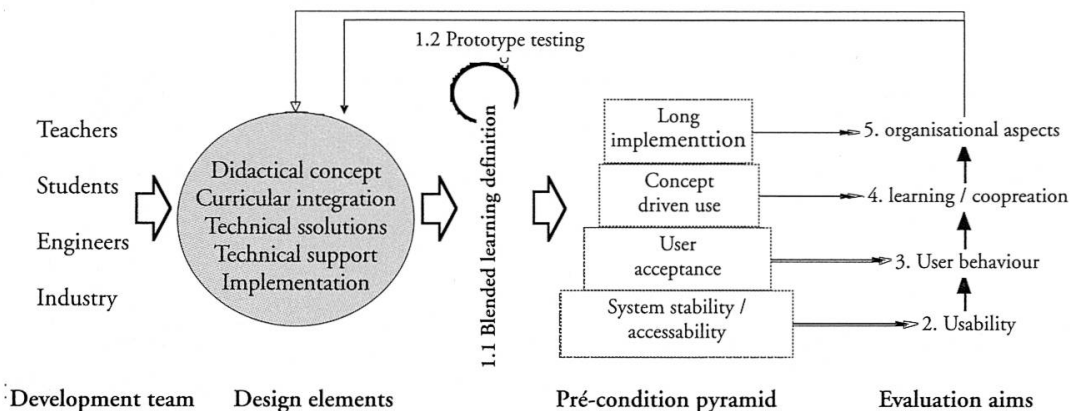 1.2 Prototype testing
Teachers
Students
Engineers
Industry
Didactical concept
Curricular integration
Technical ssolutions
Technical support
Implementation
1.1 Blended learning definition
Long
implementtion
Concept
driven use
User
acceptance
System stability /
accessability
5. organisational aspects
4. learning / coopreation
3. User behaviour
2. Usability
Development team
Design elements
Pré-condition pyramid
Evaluation aims